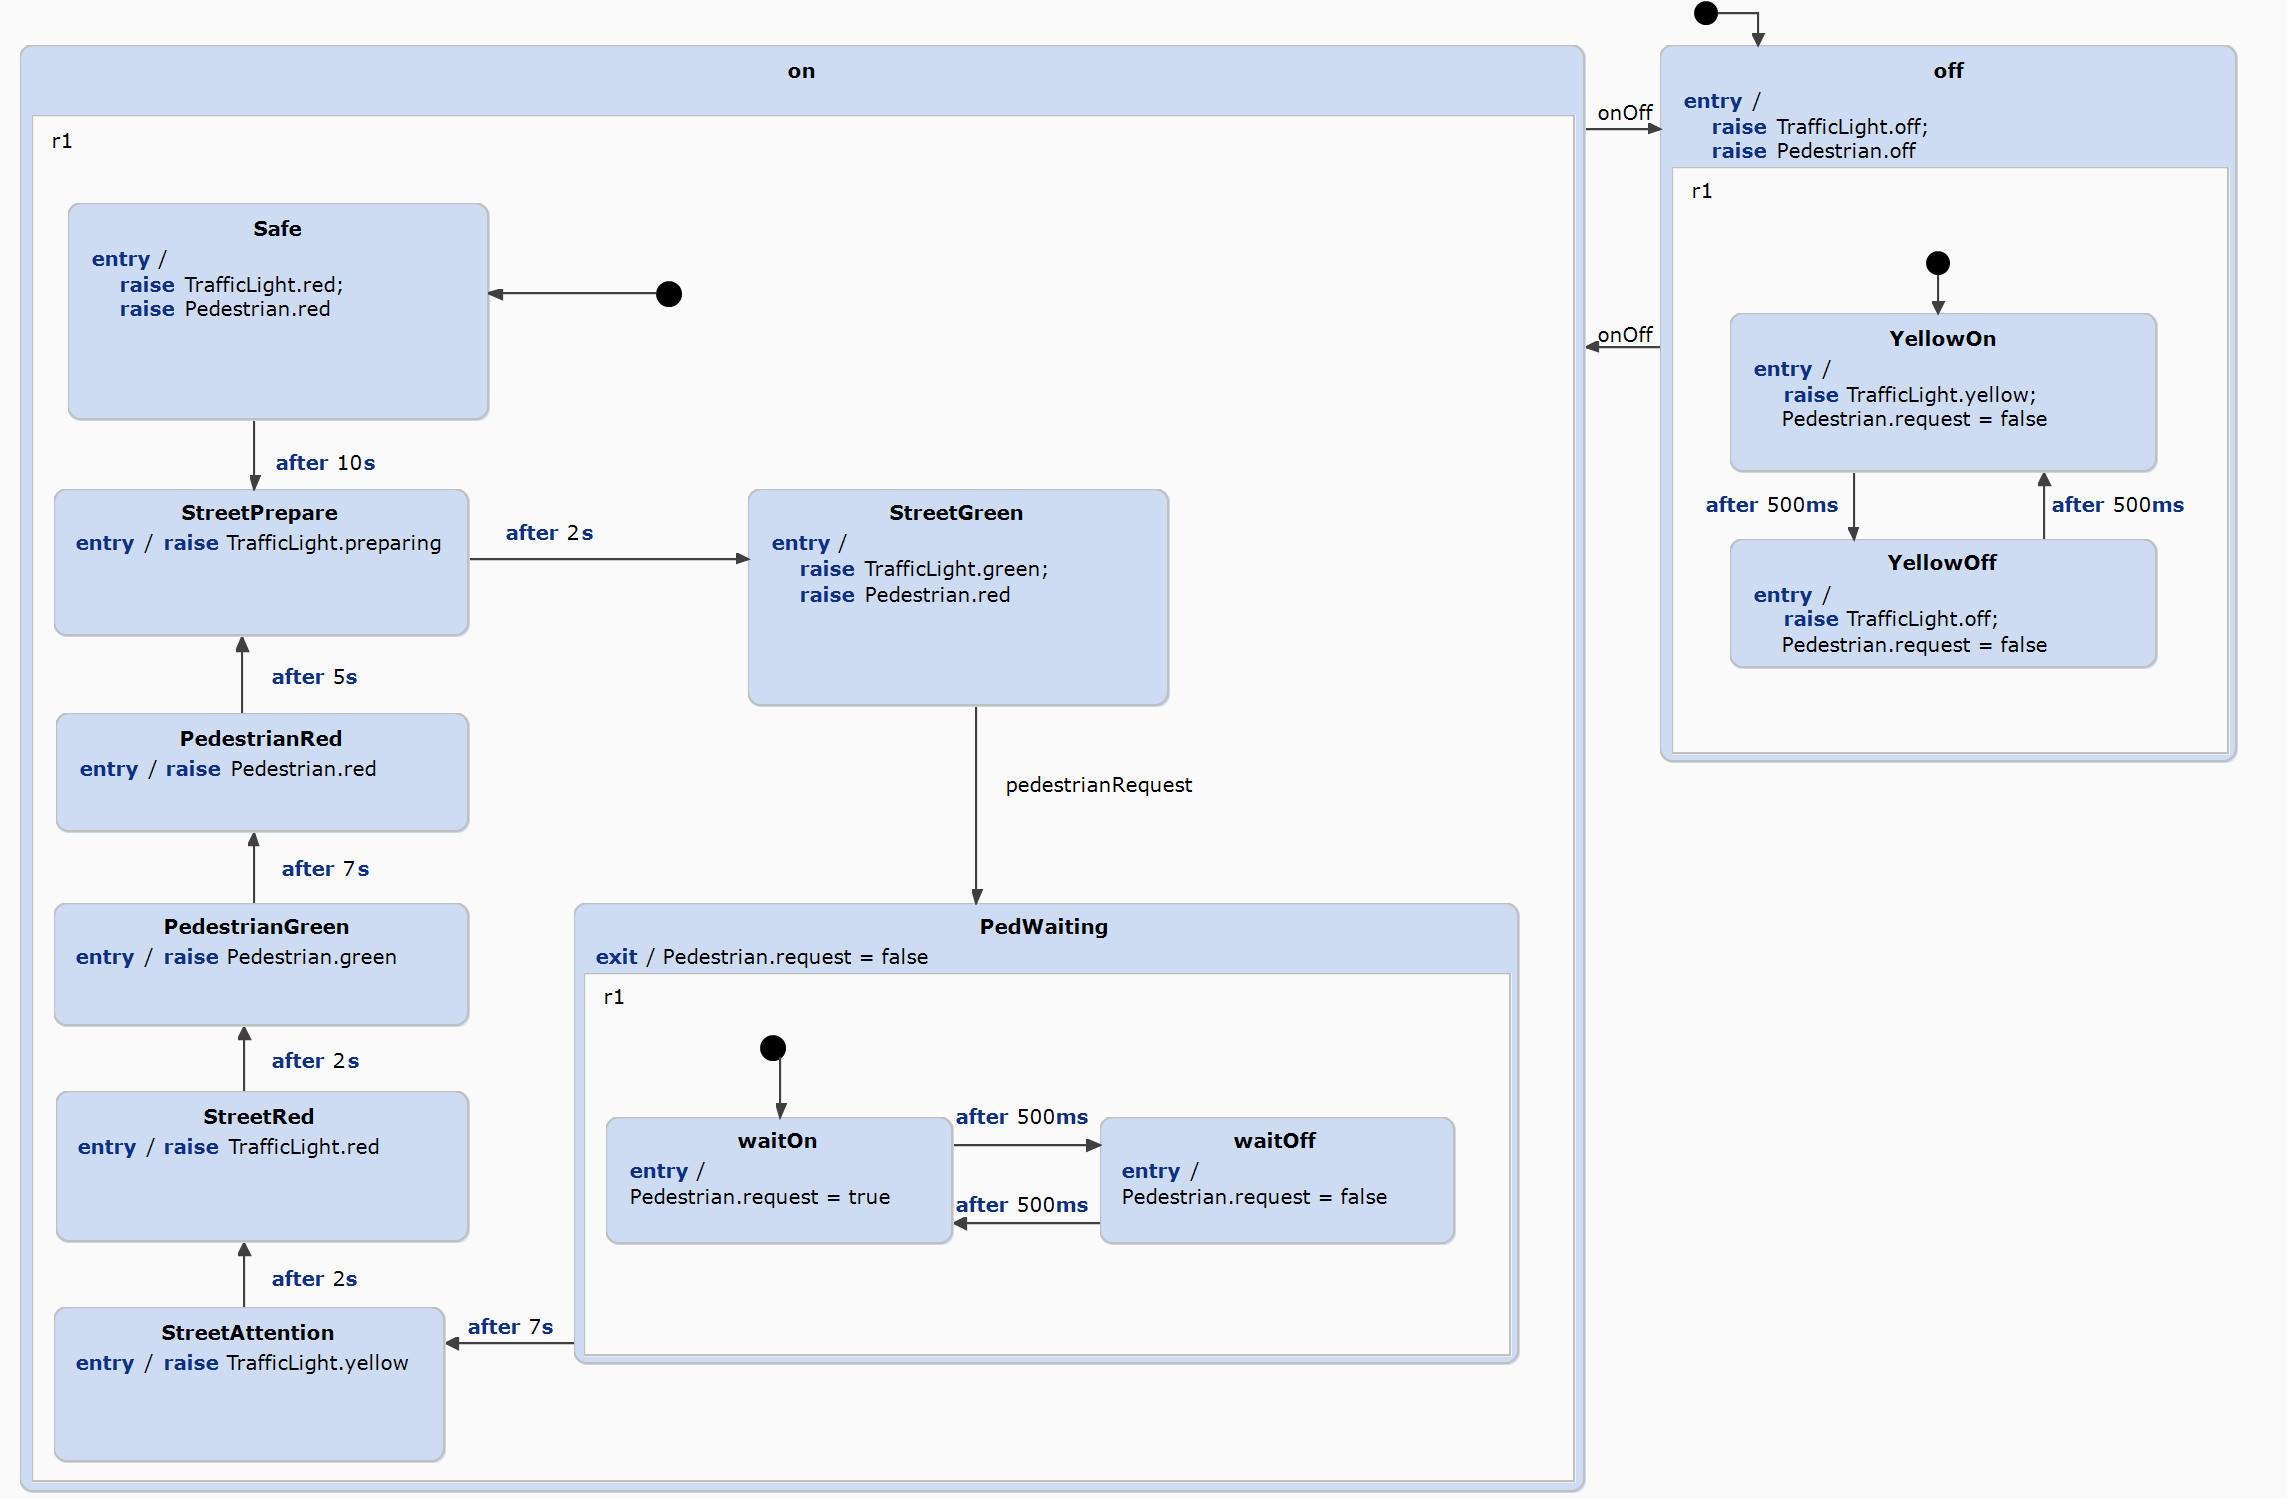 on
r1
Safe
entry /
raise TrafficLight.red;
raise Pedestrian.red
after 10s
StreetPrepare
entry / raise TrafficLight.preparing
after 2s
StreetGreen
entry /
raise TrafficLight.green;
raise Pedestrian.red
after 5s
PedestrianRed
entry / raise Pedestrian.red
pedestrianRequest
after 7s
PedestrianGreen
entry / raise Pedestrian.green
PedWaiting
exit / Pedestrian.request = false
r1
after 2s
StreetRed
entry / raise TrafficLight.red
waitOn
entry /
Pedestrian.request = true
after 500ms
after 500ms
waitOff
entry /
Pedestrian.request = false
after 2s
after 7s
StreetAttention
entry / raise TrafficLight.yellow
onOff
onOff
off
entry /
raise TrafficLight.off;
raise Pedestrian.off
r1
YellowOn
entry /
raise TrafficLight.yellow;
Pedestrian.request = false
after 500ms
after 500ms
YellowOff
entry /
raise TrafficLight.off;
Pedestrian.request = false